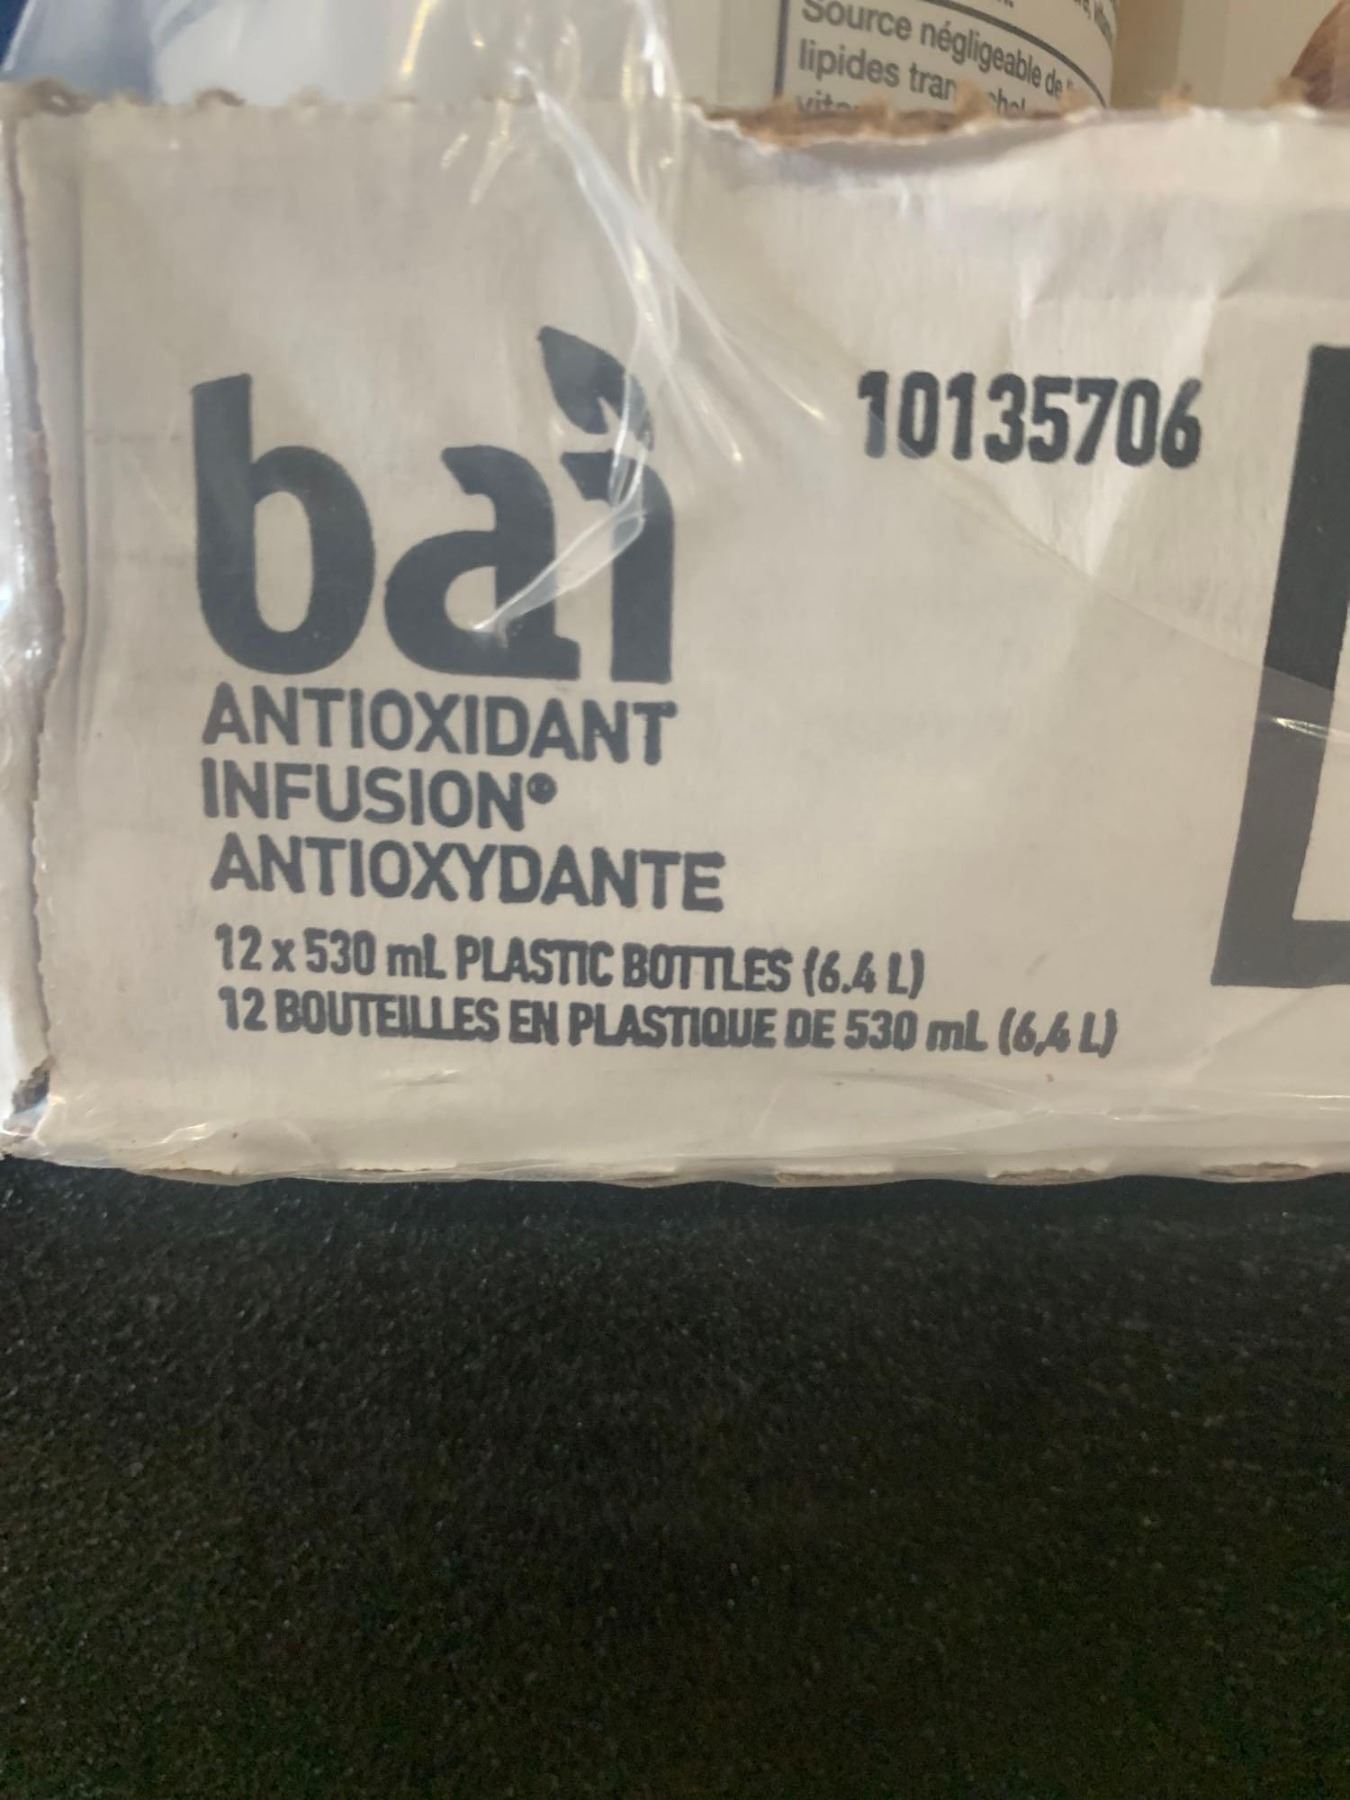 Source négligeable de
lipides
bai
10135706
ANTIOXIDANT
INFUSION®
ANTIOXYDANTE
12 x 530 mL PLASTIC BOTTLES (6.4 L)
12 BOUTEILLES EN PLASTIQUE DE 530 mL (6,4 L)